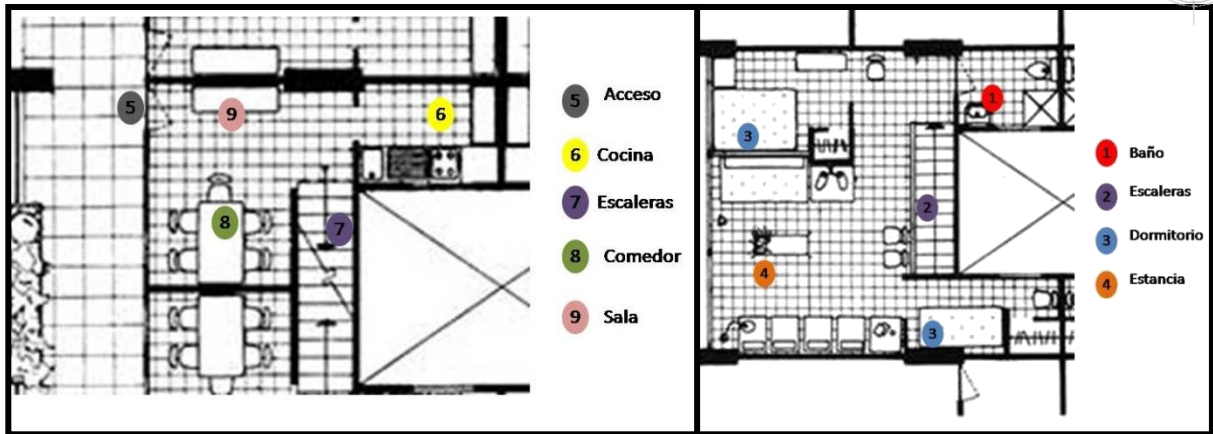 5
9
6
7
8
5 Acceso
6 Cocina
7 Escaleras
8 Comedor
9 Sala
1
3
2
4
3
1 Baño
2 Escaleras
3 Dormitorio
4 Estancia